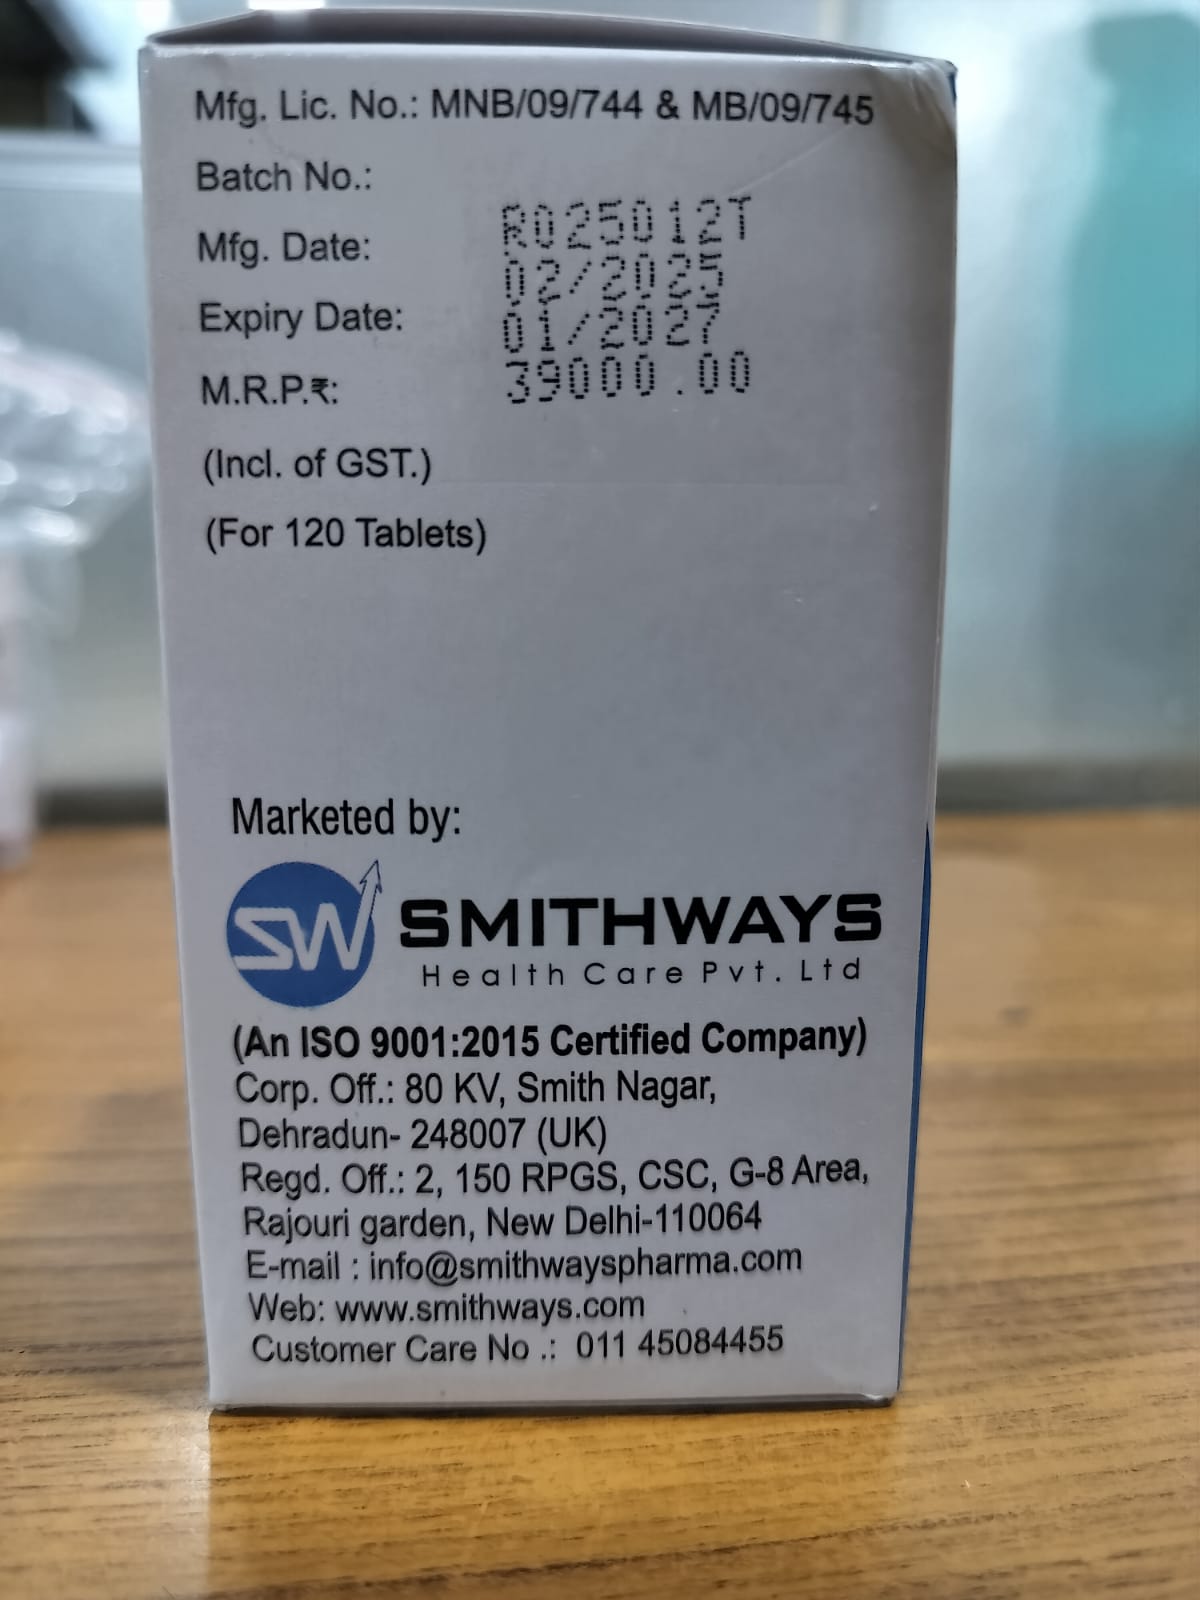 Mfg. Lic. No.: MNB/09/744 & MB/09/745
Batch No.:
R025012T
Mfg. Date:
02/2025
Expiry Date:
01/2027
M.R.P.₹:
39000.00
(Incl. of GST.)
(For 120 Tablets)
Marketed by:
SW
SMITHWAYS
Health Care Pvt. Ltd
(An ISO 9001:2015 Certified Company)
Corp. Off.: 80 KV, Smith Nagar,
Dehradun- 248007 (UK)
Regd. Off.: 2, 150 RPGS, CSC, G-8 Area,
Rajouri garden, New Delhi-110064
E-mail : info@smithwayspharma.com
Web: www.smithways.com
Customer Care No .: 011 45084455